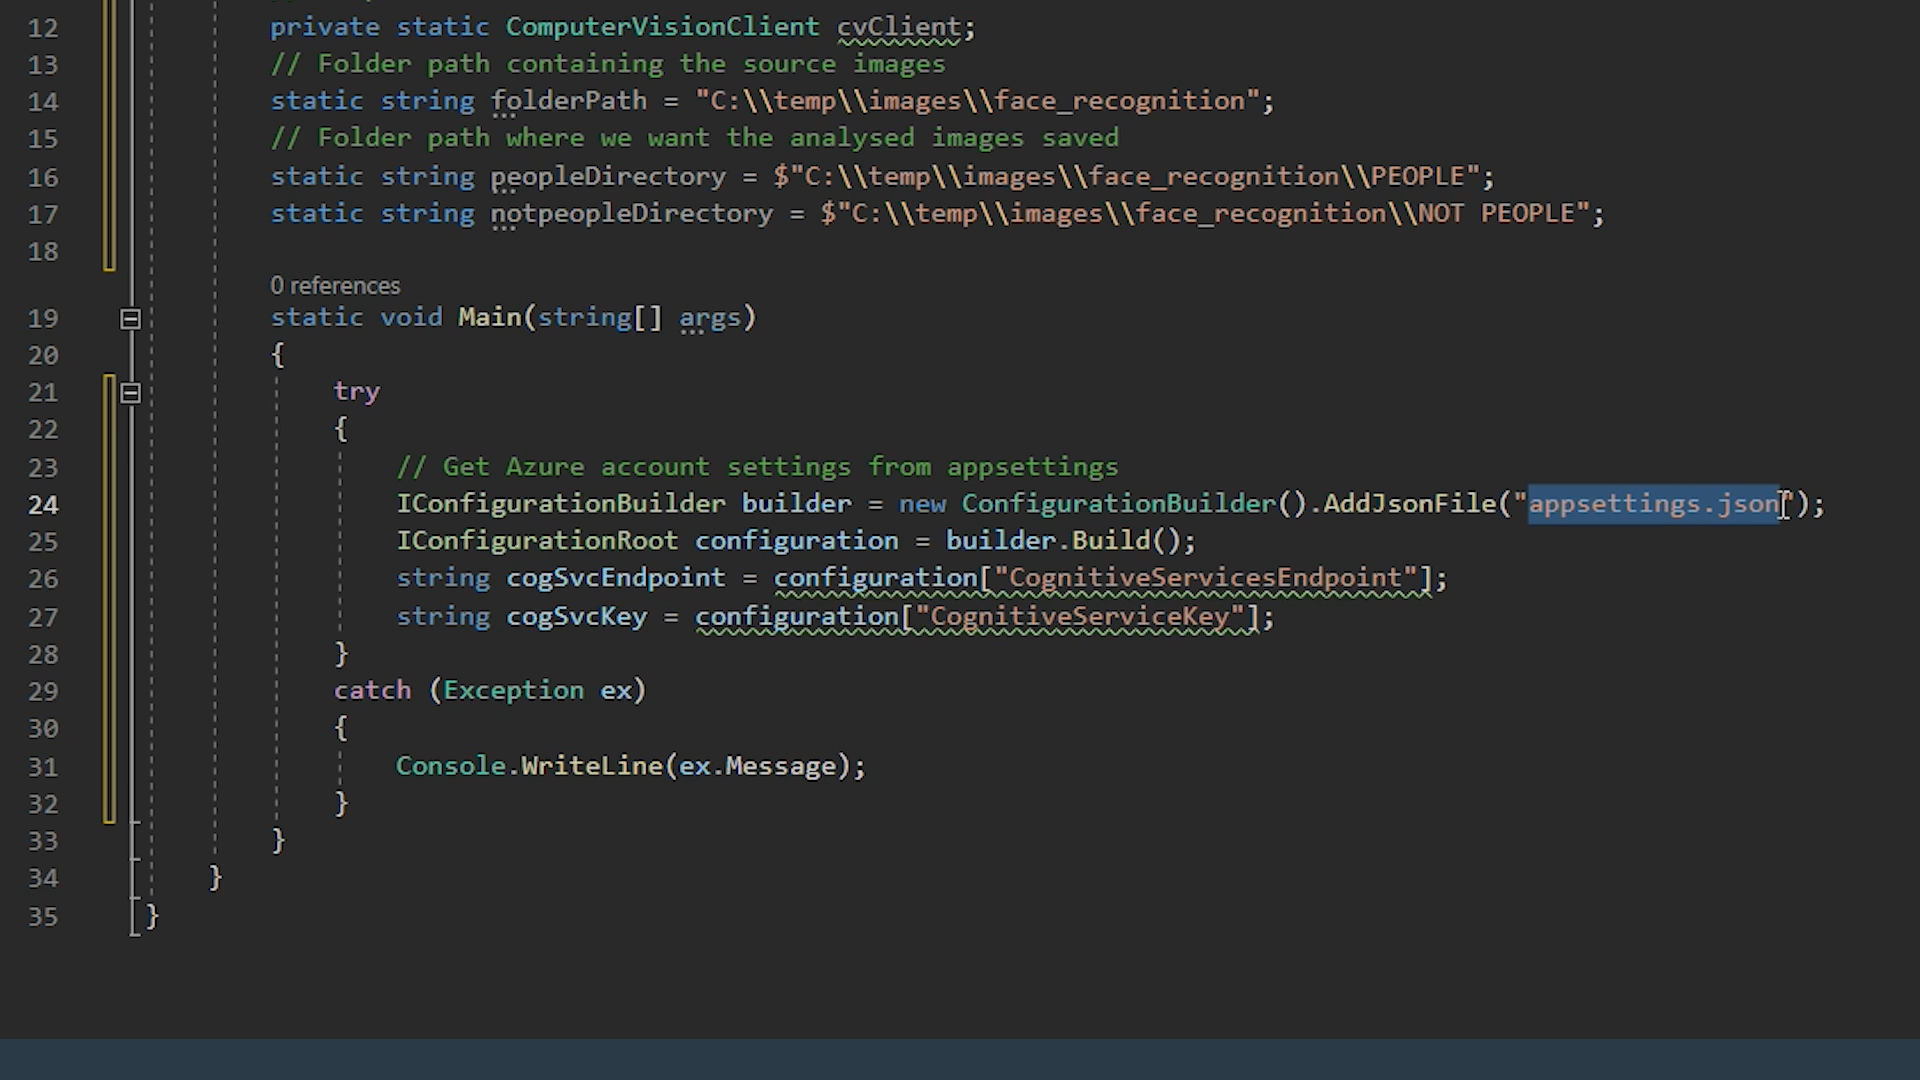 12 private static ComputerVisionClient cvClient;
13 // Folder path containing the source images
14 static string folderPath = "C:\\temp\\images\\face_recognition";
15 // Folder path where we want the analysed images saved
16 static string peopleDirectory = $"C:\\temp\\images\\face_recognition\\PEOPLE";
17 static string notpeopleDirectory = $"C:\\temp\\images\\face_recognition\\NOT PEOPLE";
18
0 references
19 static void Main(string[] args)
20 {
21 try
22 {
23 // Get Azure account settings from appsettings
24 IConfigurationBuilder builder = new ConfigurationBuilder().AddJsonFile("appsettings.json");
25 IConfigurationRoot configuration = builder.Build();
26 string cogSvcEndpoint = configuration["CognitiveServicesEndpoint"];
27 string cogSvcKey = configuration["CognitiveServiceKey"];
28 }
29 catch (Exception ex)
30 {
31 Console.WriteLine(ex.Message);
32 }
33 }
34 }
35 }